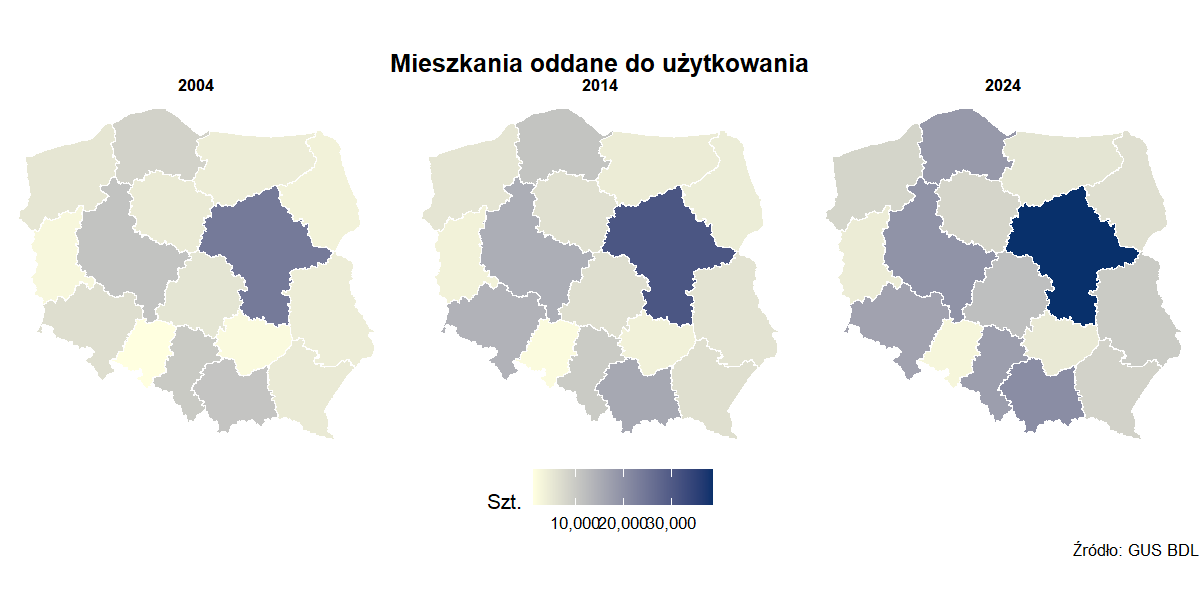 Mieszkania oddane do użytkowania
2004 2014 2024
Szt.
10,000 20,000 30,000
Źródło: GUS BDL